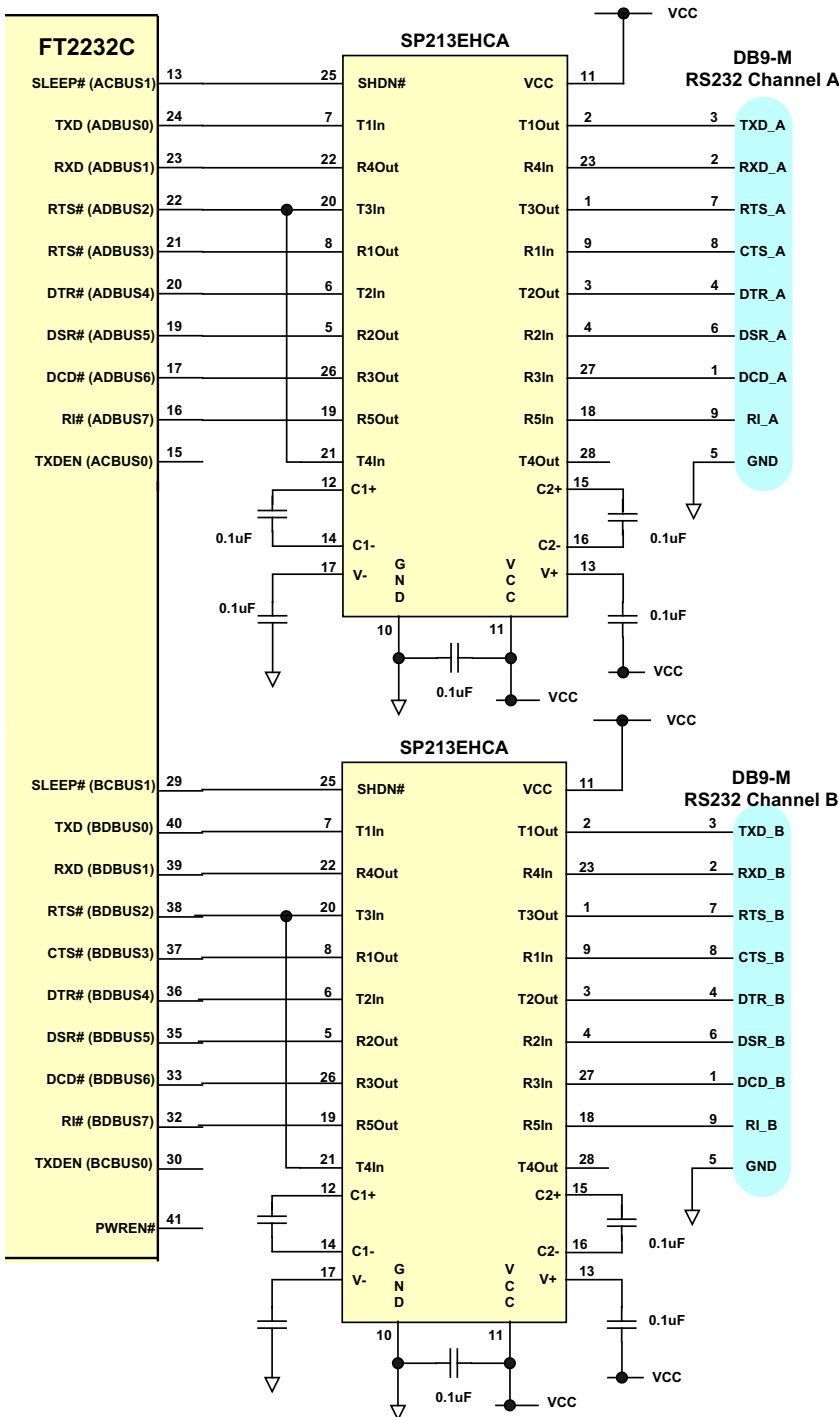 VCC
FT2232C
SP213EHCA
DB9-M
RS232 Channel A
SLEEP# (ACBUS1) 13 25 SHDN# VCC 11
TXD (ADBUS0) 24 7 T1In T1Out 2 3 TXD_A
RXD (ADBUS1) 23 22 R4Out R4In 23 2 RXD_A
RTS# (ADBUS2) 22 20 T3In T3Out 1 7 RTS_A
RTS# (ADBUS3) 21 8 R1Out R1In 9 8 CTS_A
DTR# (ADBUS4) 20 6 T2In T2Out 3 4 DTR_A
DSR# (ADBUS5) 19 5 R2Out R2In 4 6 DSR_A
DCD# (ADBUS6) 17 26 R3Out R3In 27 1 DCD_A
RI# (ADBUS7) 16 19 R5Out R5In 18 9 RI_A
TXDEN (ACBUS0) 15 21 T4In T4Out 28 5 GND
12 C1+ C2+ 15
0.1uF 0.1uF
14 C1- C2- 16
17 V- GND VCC V+ 13
0.1uF 0.1uF
10 11
0.1uF VCC
VCC
VCC
SP213EHCA
DB9-M
RS232 Channel B
SLEEP# (BCBUS1) 29 25 SHDN# VCC 11
TXD (BDBUS0) 40 7 T1In T1Out 2 3 TXD_B
RXD (BDBUS1) 39 22 R4Out R4In 23 2 RXD_B
RTS# (BDBUS2) 38 20 T3In T3Out 1 7 RTS_B
CTS# (BDBUS3) 37 8 R1Out R1In 9 8 CTS_B
DTR# (BDBUS4) 36 6 T2In T2Out 3 4 DTR_B
DSR# (BDBUS5) 35 5 R2Out R2In 4 6 DSR_B
DCD# (BDBUS6) 33 26 R3Out R3In 27 1 DCD_B
RI# (BDBUS7) 32 19 R5Out R5In 18 9 RI_B
TXDEN (BCBUS0) 30 21 T4In T4Out 28 5 GND
12 C1+ C2+ 15
PWREN# 41
0.1uF
14 C1- C2- 16
17 V- GND VCC V+ 13
0.1uF
10 11
0.1uF VCC
VCC